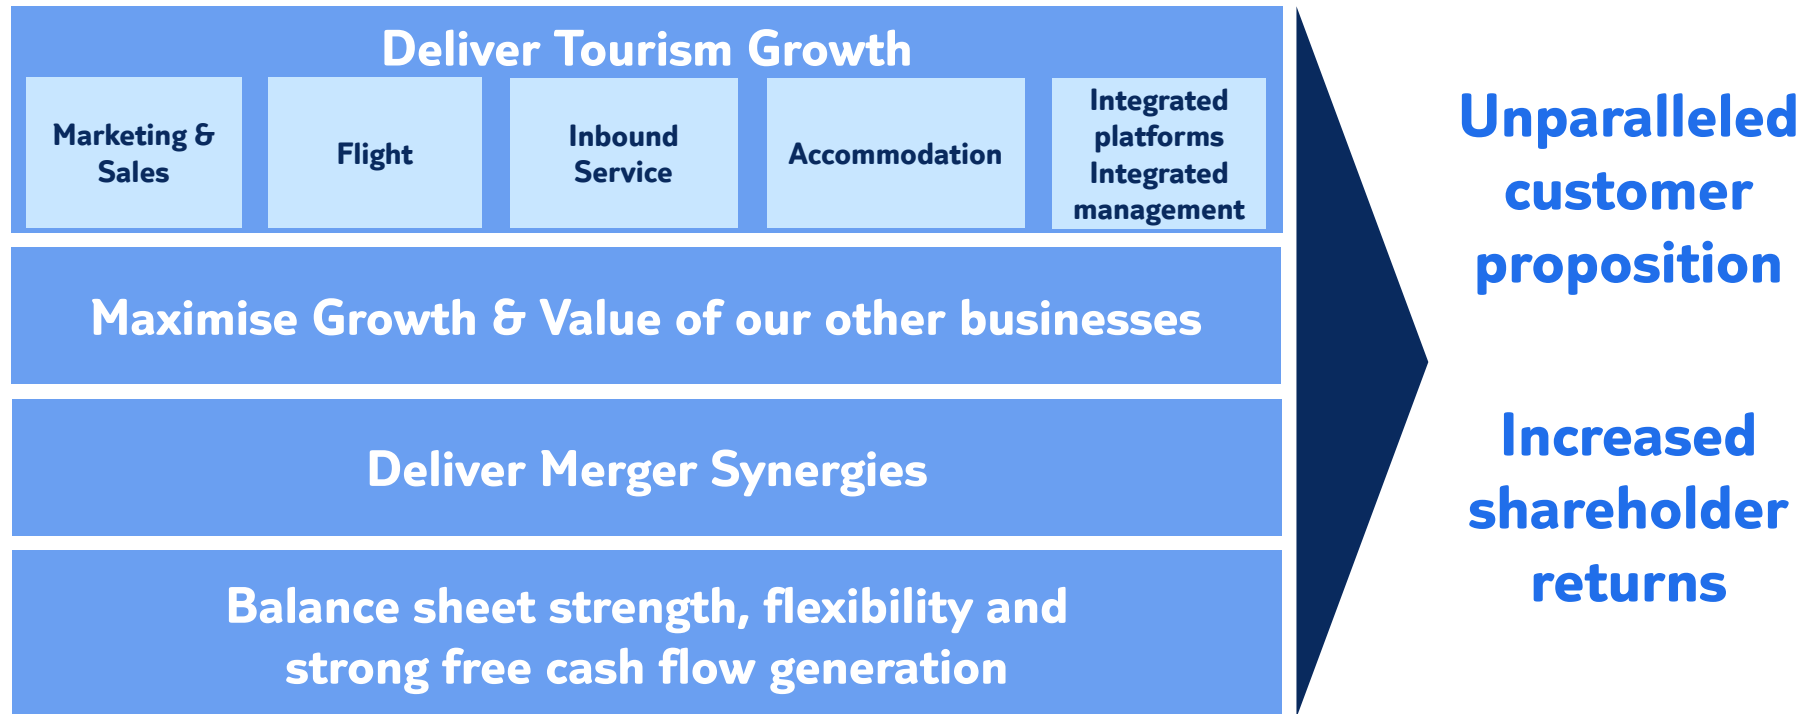 Deliver Tourism Growth
Marketing &
Sales
Flight
Inbound
Service
Accommodation
Integrated
platforms
Integrated
management
Maximise Growth & Value of our other businesses
Deliver Merger Synergies
Balance sheet strength, flexibility and
strong free cash flow generation
Unparalleled
customer
proposition
Increased
shareholder
returns